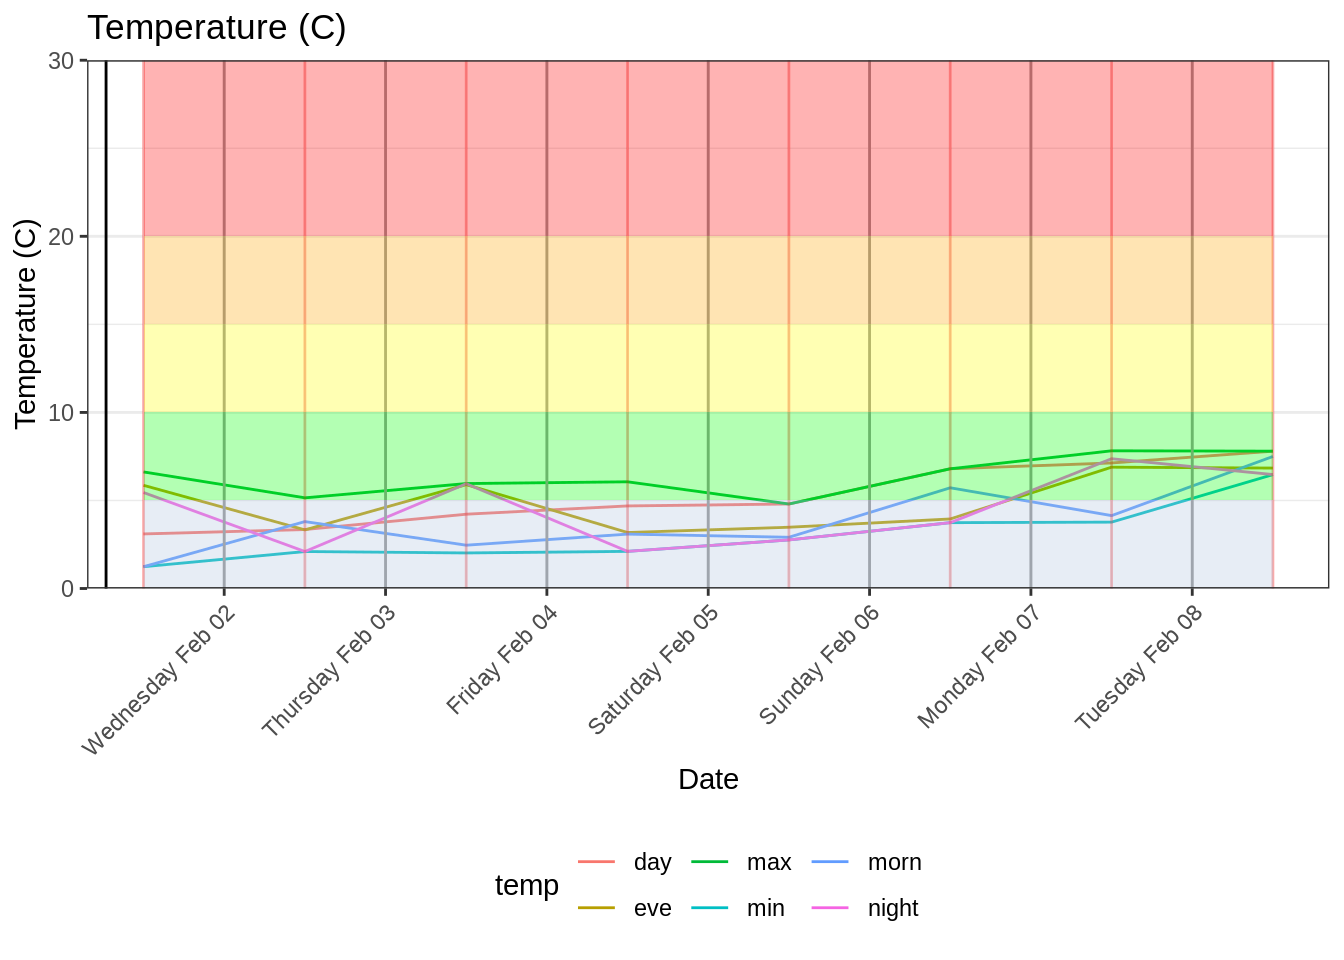 Temperature (C)
30
20
10
0
Temperature (C)
Wednesday Feb 02
Thursday Feb 03
Friday Feb 04
Saturday Feb 05
Sunday Feb 06
Monday Feb 07
Tuesday Feb 08
Date
temp
day max morn
eve min night